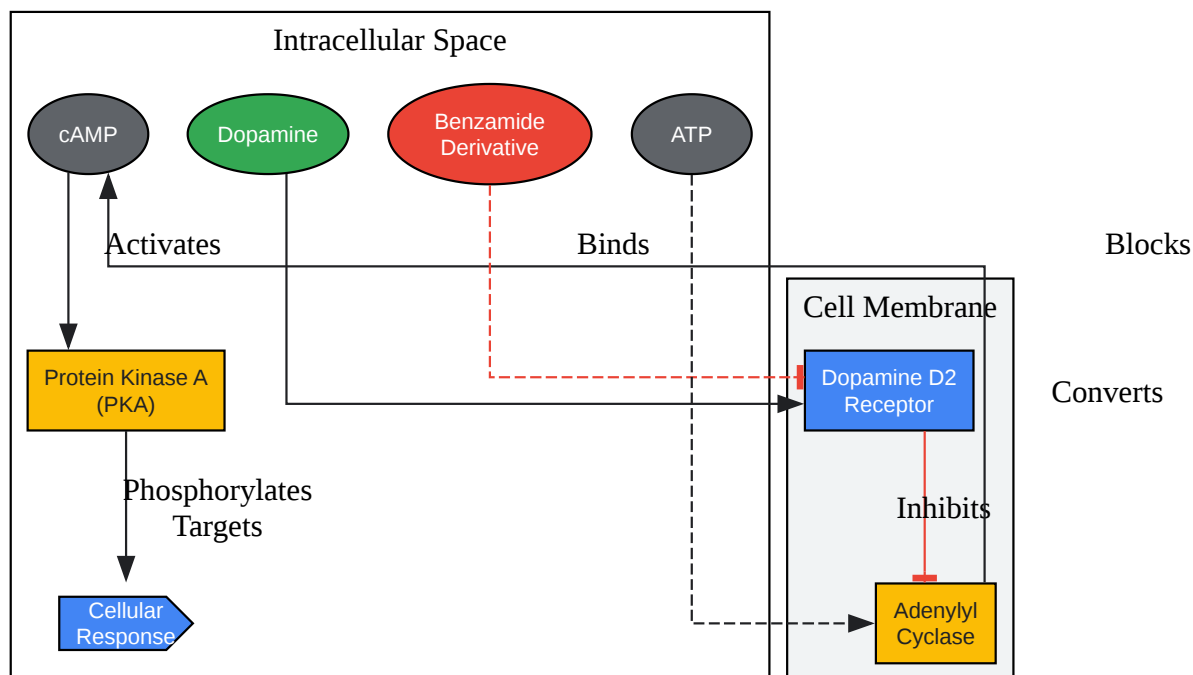 Intracellular Space
cAMP
Dopamine
Benzamide
Derivative
ATP
Activates
Binds
Blocks
Cell Membrane
Protein Kinase A
(PKA)
Dopamine D2
Receptor
Converts
Phosphorylates
Targets
Inhibits
Cellular
Response
Adenylyl
Cyclase